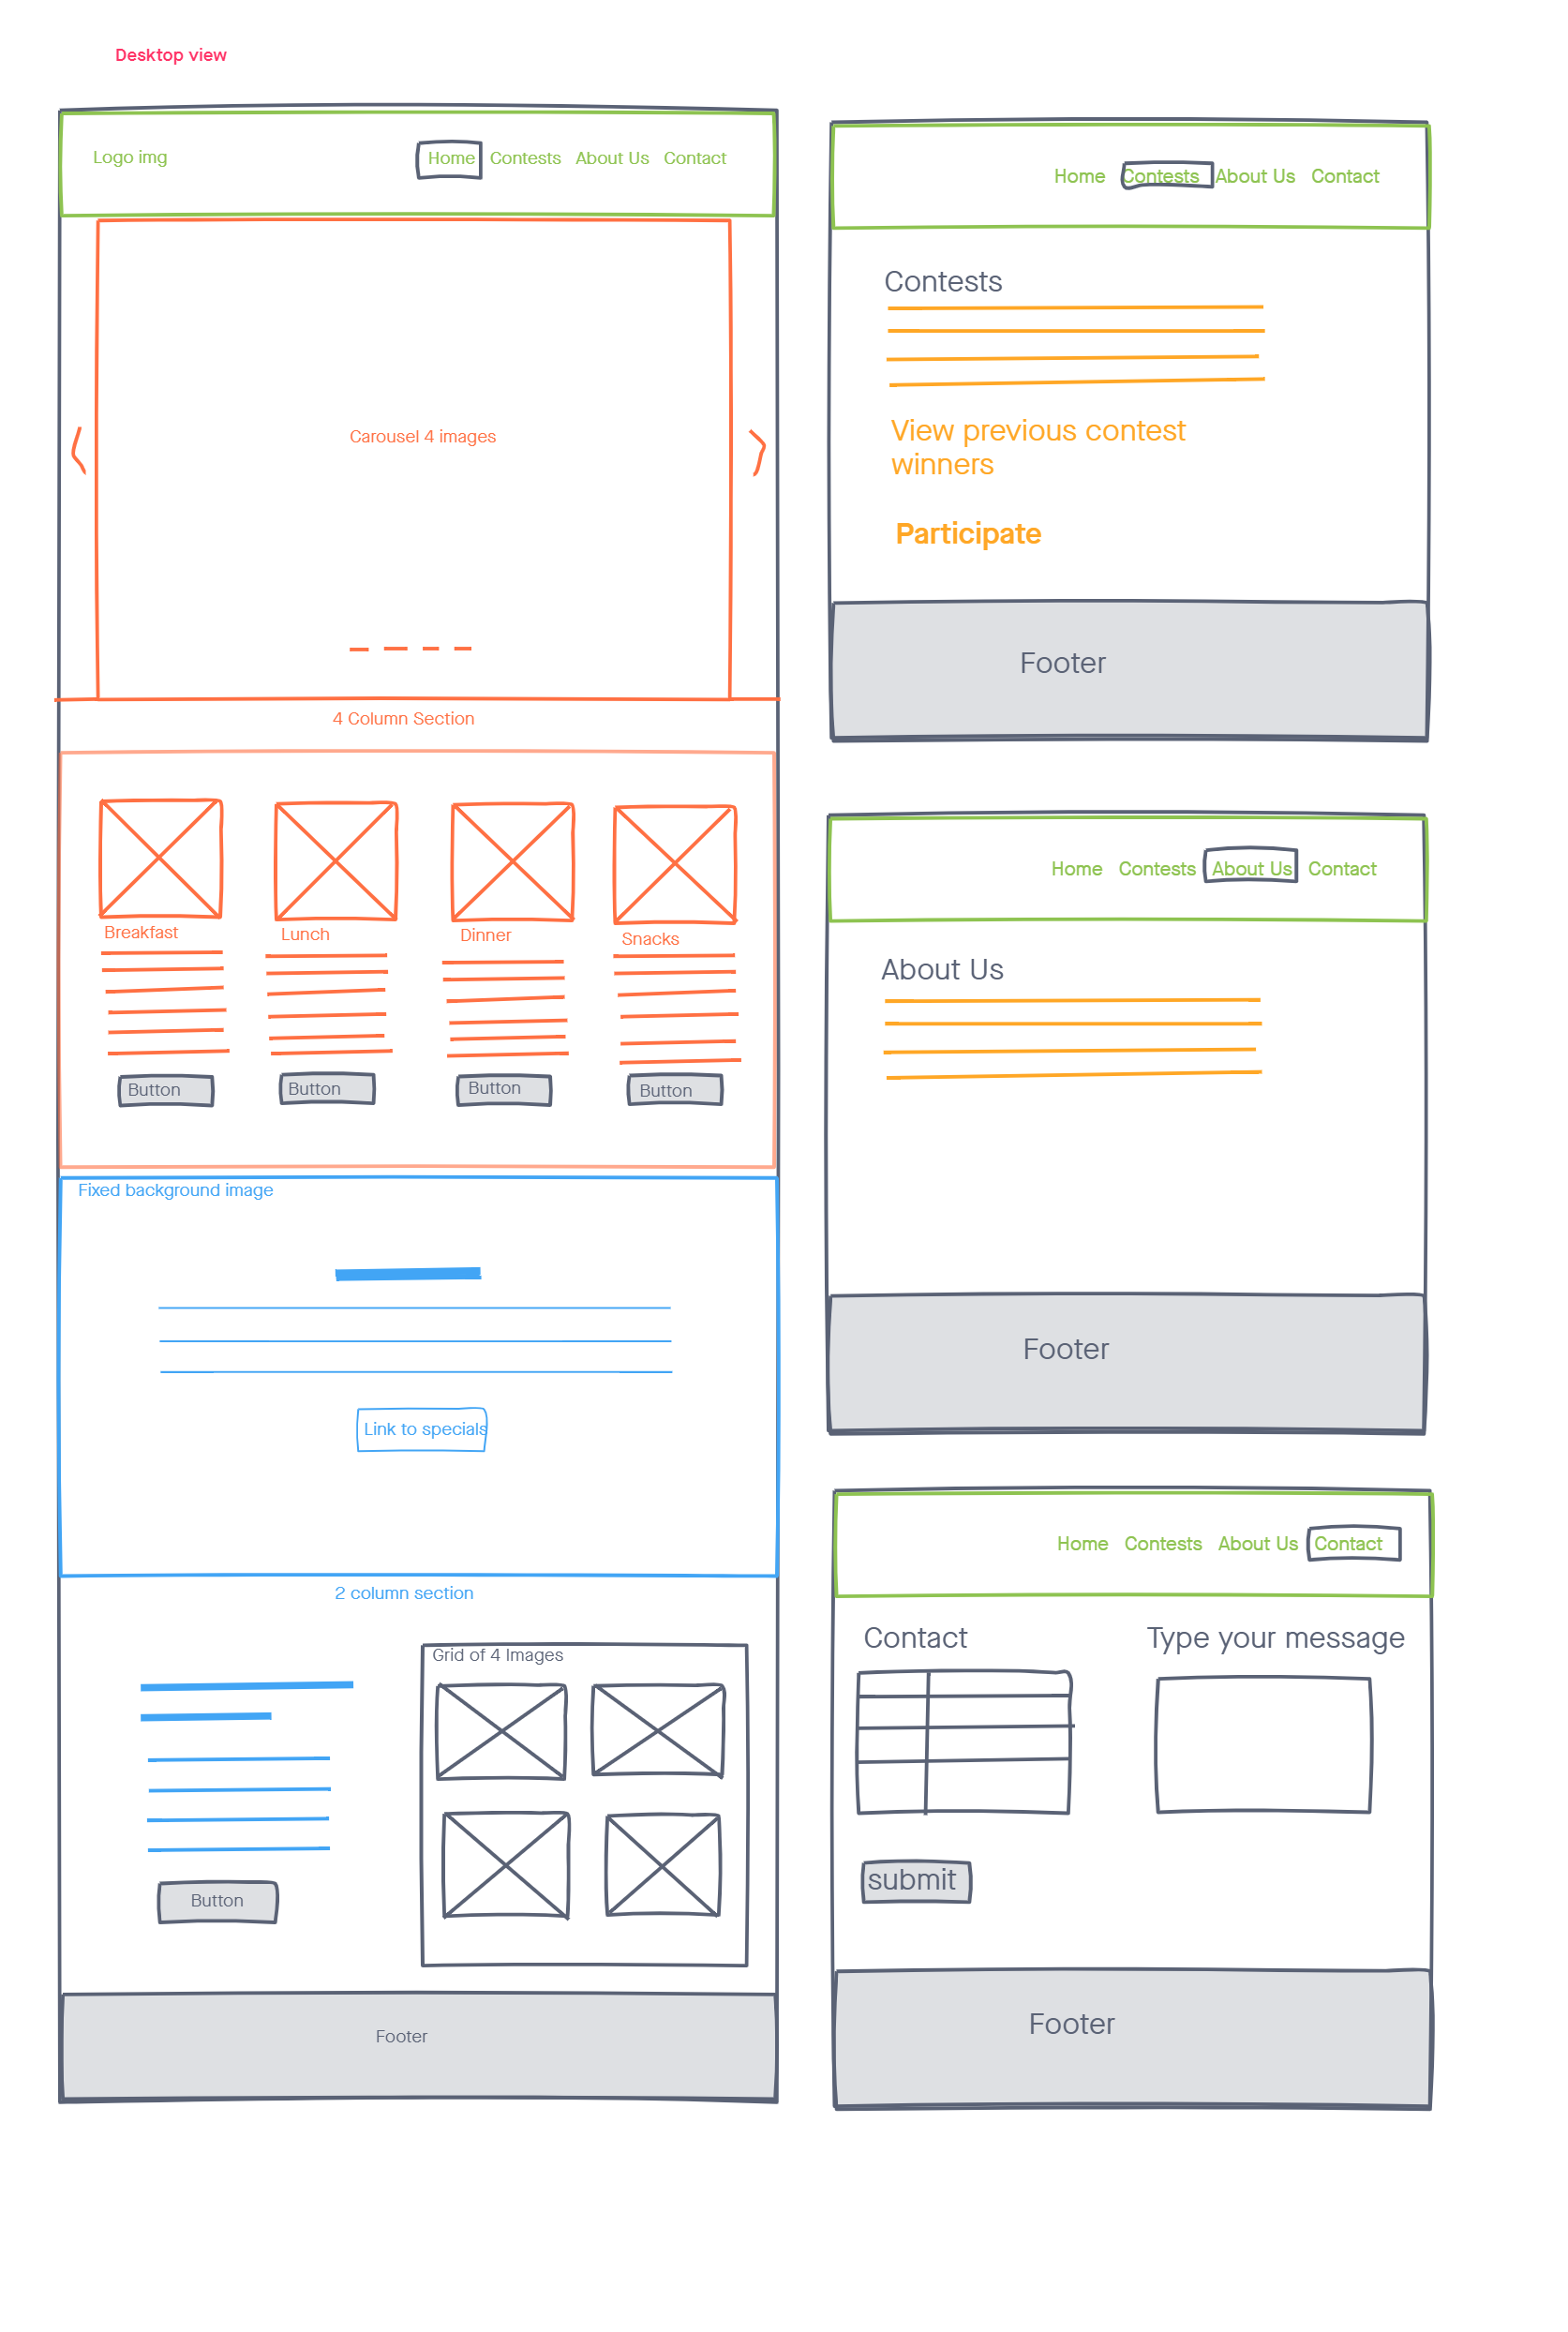 Desktop view
Logo img
Home Contests About Us Contact
Carousel 4 images
4 Column Section
Breakfast
Lunch
Dinner
Snacks
Button
Button
Button
Button
Fixed background image
Link to specials
2 column section
Grid of 4 Images
Button
Footer
Home Contests About Us Contact
Contests
View previous contest
winners
Participate
Footer
Home Contests About Us Contact
About Us
Footer
Home Contests About Us Contact
Contact
Type your message
submit
Footer